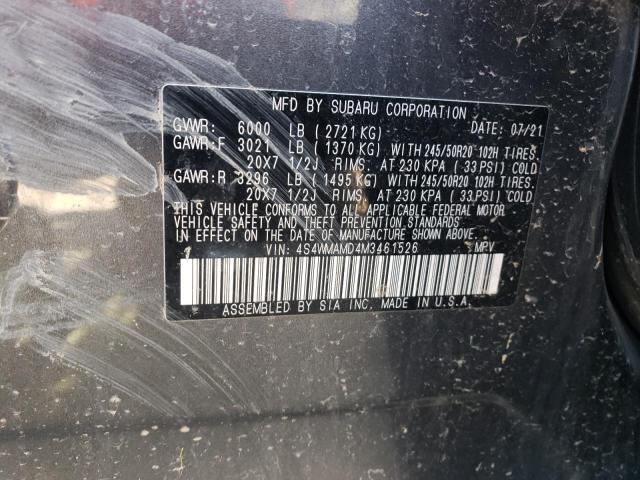 MFD BY SUBARU CORPORATION
GVWR: 6000 LB ( 2721 KG) DATE: 07/21
GAWR:F 3021 LB ( 1370 KG) WITH 245/50R20 102H TIRES.
20X7 1/2J RIMS. AT 230 KPA ( 33 PSI) COLD
GAWR:R 3296 LB ( 1495 KG) WITH 245/50R20 102H TIRES.
20X7 1/2J RIMS. AT 230 KPA ( 33 PSI) COLD
THIS VEHICLE CONFORMS TO ALL APPLICABLE FEDERAL MOTOR
VEHICLE SAFETY STANDARDS
IN EFFECT ON THE DATE OF MANUFACTURE SHOWN ABOVE.
1 VIN: 4S4WMAMD4M3461526 MPV
ASSEMBLED BY SIA INC. MADE IN U.S.A.